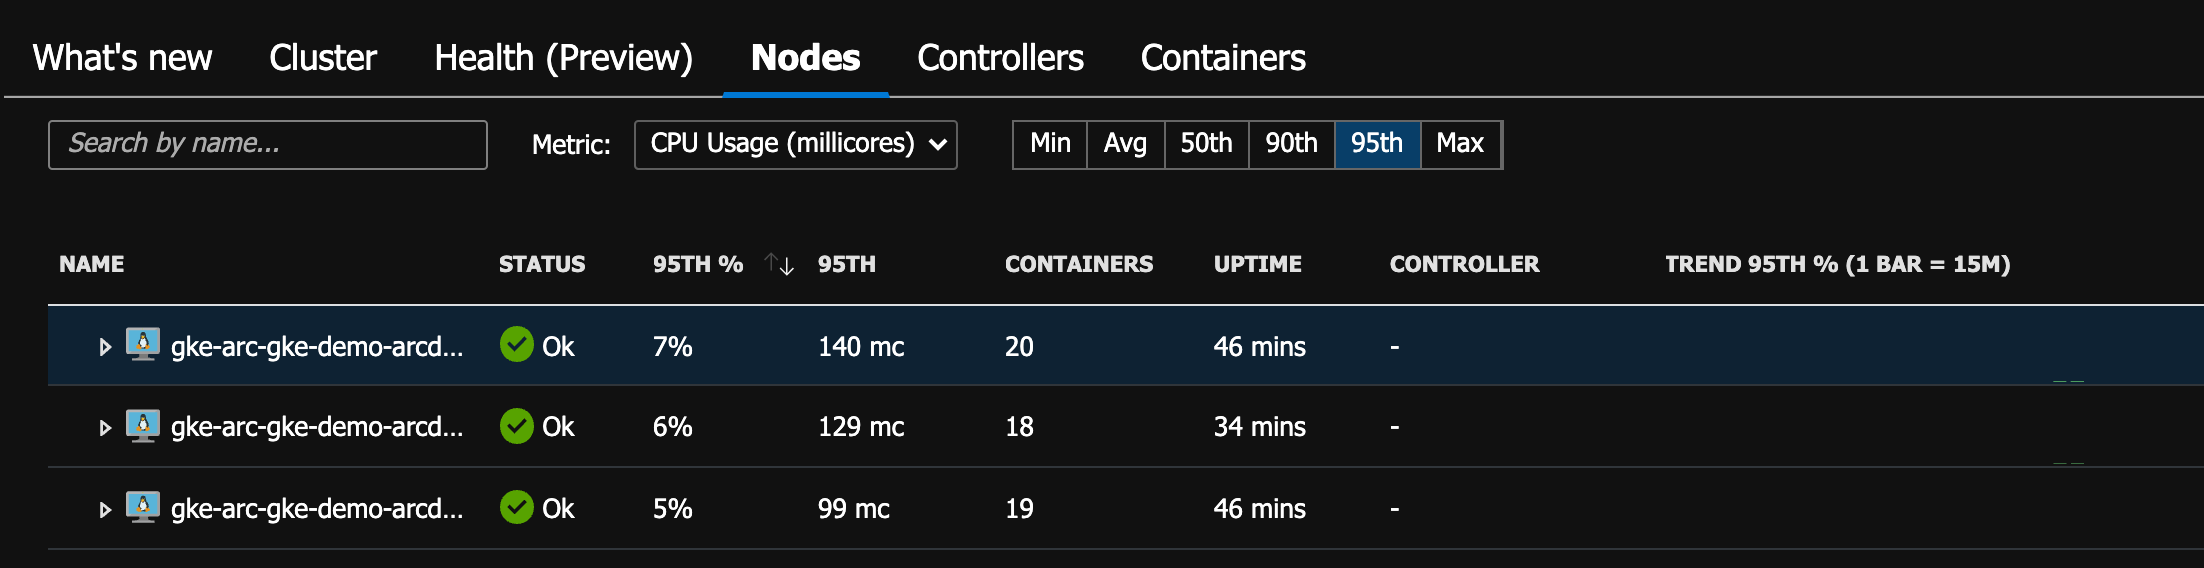 What's new Cluster Health (Preview) Nodes Controllers Containers
Search by name... Metric: CPU Usage (millicores) Min Avg 50th 90th 95th Max
NAME STATUS 95TH % 95TH CONTAINERS UPTIME CONTROLLER TREND 95TH % (1 BAR = 15M)
gke-arc-gke-demo-arcd... Ok 7% 140 mc 20 46 mins -
gke-arc-gke-demo-arcd... Ok 6% 129 mc 18 34 mins -
gke-arc-gke-demo-arcd... Ok 5% 99 mc 19 46 mins -